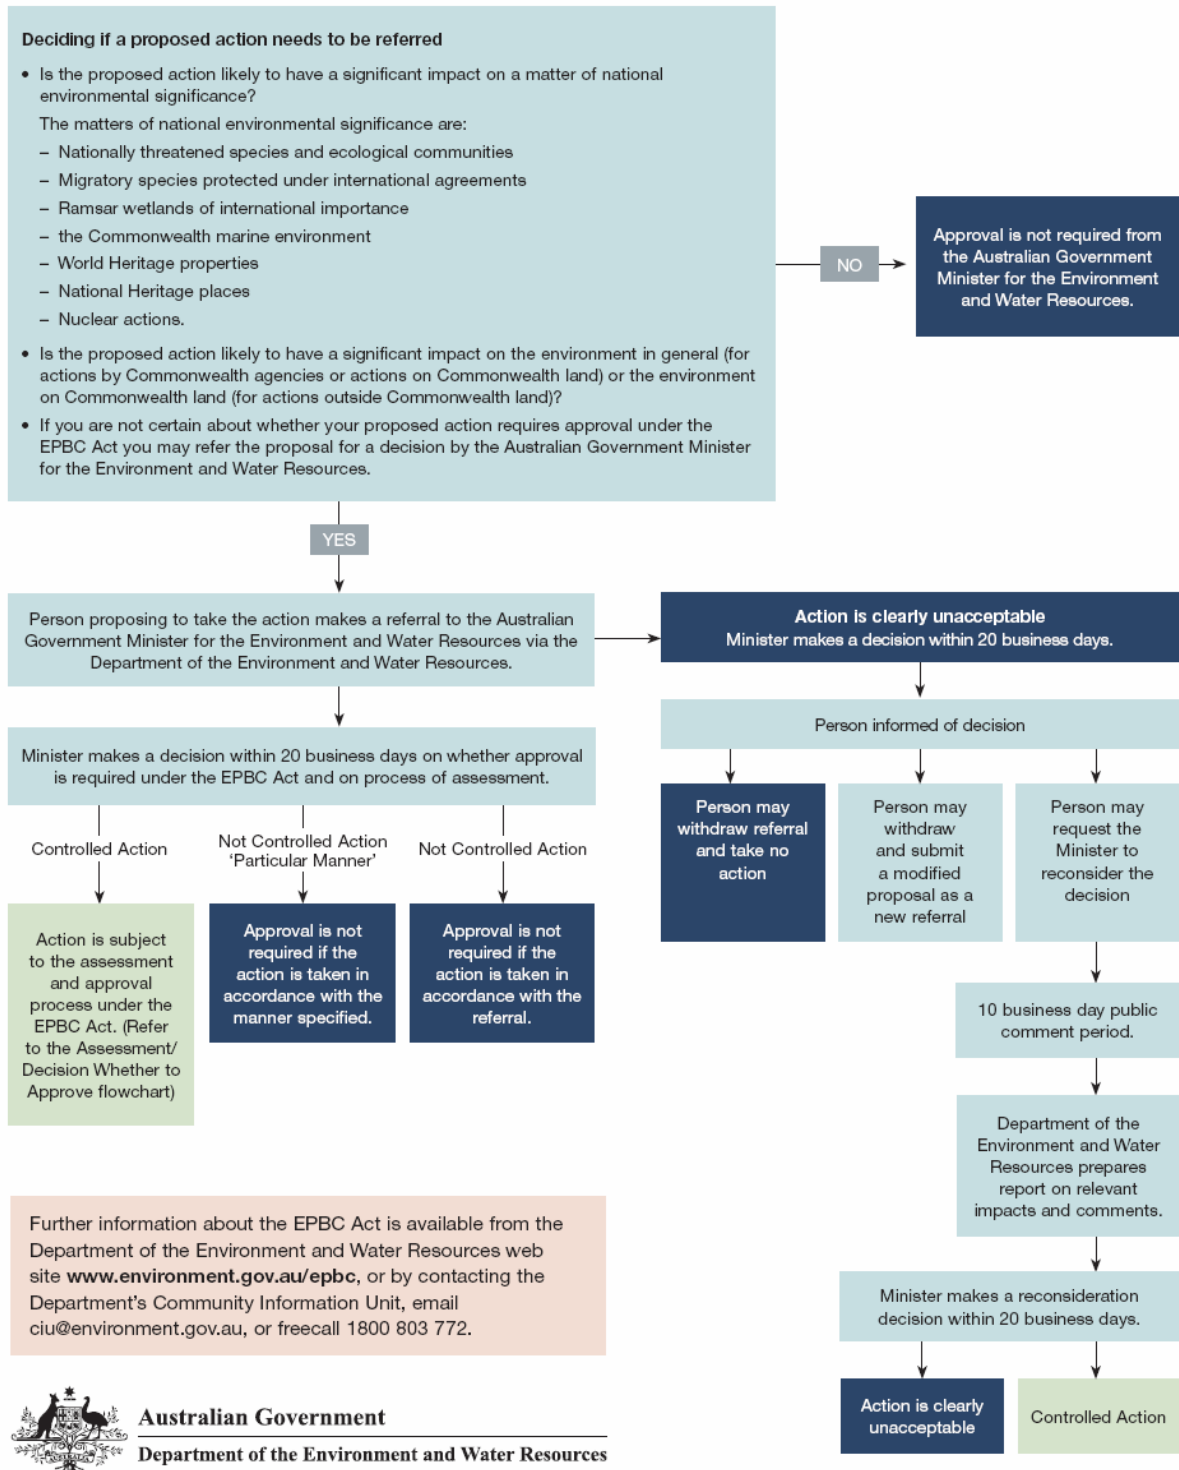 Deciding if a proposed action needs to be referred
• Is the proposed action likely to have a significant impact on a matter of national
environmental significance?
The matters of national environmental significance are:
– Nationally threatened species and ecological communities
– Migratory species protected under international agreements
– Ramsar wetlands of international importance
– the Commonwealth marine environment
– World Heritage properties
– National Heritage places
– Nuclear actions.
• Is the proposed action likely to have a significant impact on the environment in general (for
actions by Commonwealth agencies or actions on Commonwealth land) or the environment
on Commonwealth land (for actions outside Commonwealth land)?
• If you are not certain about whether your proposed action requires approval under the
EPBC Act you may refer the proposal for a decision by the Australian Government Minister
for the Environment and Water Resources.
NO
Approval is not required from
the Australian Government
Minister for the Environment
and Water Resources.
YES
Person proposing to take the action makes a referral to the Australian
Government Minister for the Environment and Water Resources via the
Department of the Environment and Water Resources.
Minister makes a decision within 20 business days on whether approval
is required under the EPBC Act and on process of assessment.
Controlled Action
Not Controlled Action
'Particular Manner'
Not Controlled Action
Action is subject
to the assessment
and approval
process under the
EPBC Act. (Refer
to the Assessment/
Decision Whether to
Approve flowchart)
Approval is not
required if the
action is taken in
accordance with the
manner specified.
Approval is not
required if the
action is taken in
accordance with the
referral.
Action is clearly unacceptable
Minister makes a decision within 20 business days.
Person informed of decision
Person may
withdraw referral
and take no
action
Person may
withdraw
and submit
a modified
proposal as a
new referral
Person may
request the
Minister to
reconsider the
decision
10 business day public
comment period.
Department of the
Environment and Water
Resources prepares
report on relevant
impacts and comments.
Minister makes a reconsideration
decision within 20 business days.
Action is clearly
unacceptable
Controlled Action
Further information about the EPBC Act is available from the
Department of the Environment and Water Resources web
site www.environment.gov.au/epbc, or by contacting the
Department's Community Information Unit, email
ciu@environment.gov.au, or freecall 1800 803 772.
AUSTRALIA
Australian Government
Department of the Environment and Water Resources